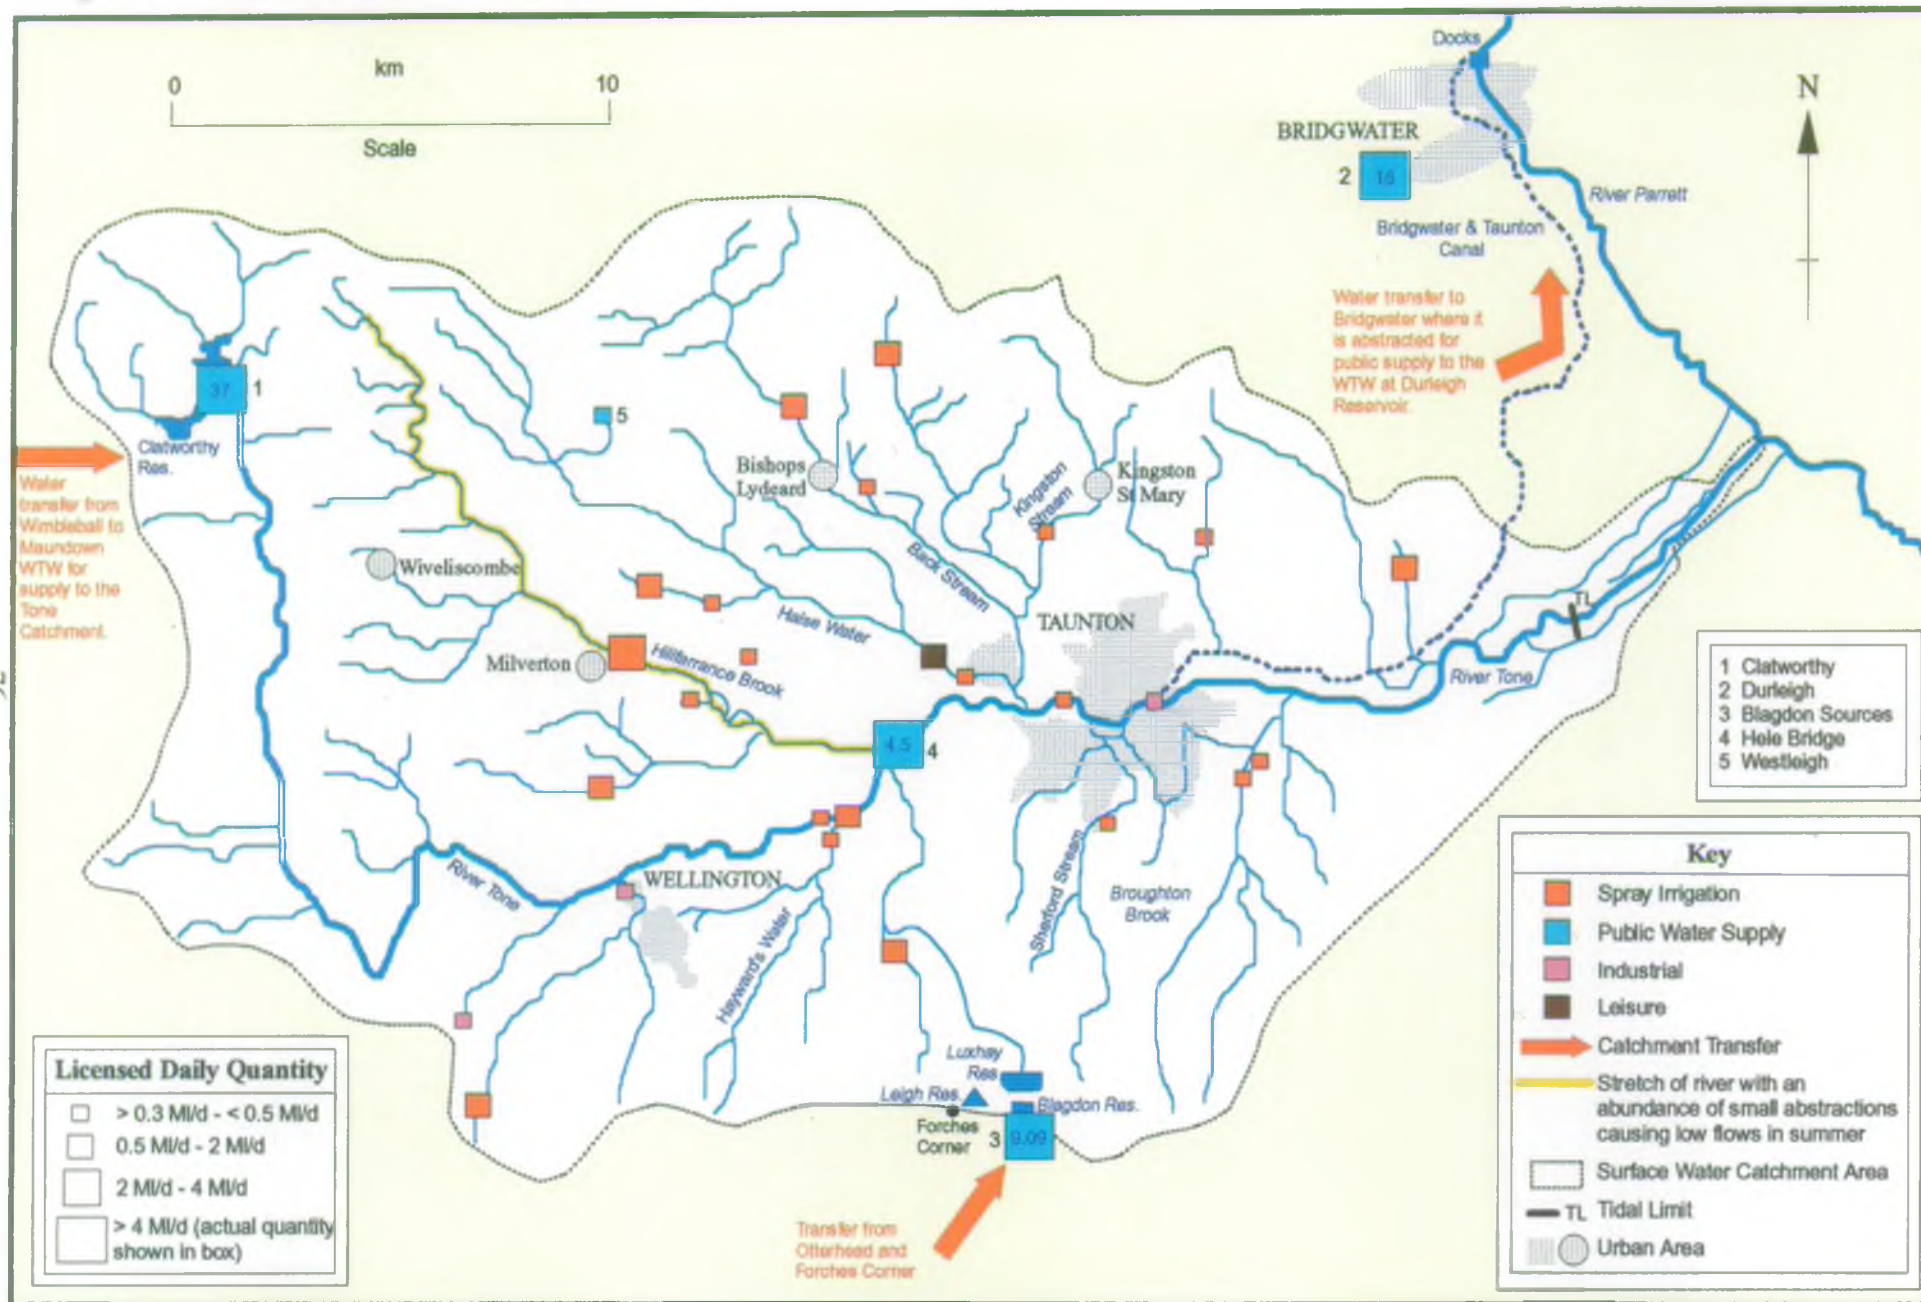 0
km
10
Scale
Docks
N
BRIDGWATER
2
16
River Parrett
Bridgwater & Taunton
Canal
Water transfer to
Bridgwater where it
is abstracted for
public supply to the
WTW at Durleigh
Reservoir.
37
1
Clatworthy
Res.
Water
transfer from
Wimbleball to
Maundown
WTW for
supply to the
Tone
Catchment.
5
Bishops
Lydeard
Kingston
Stream
Kingston
St Mary
Back Stream
Wiveliscombe
Halse Water
TAUNTON
Milverton
Hillfarrance Brook
TL
River Tone
4.5
4
River Tone
WELLINGTON
Hayward's Water
Sherford Stream
Broughton
Brook
Luxhay
Res
Leigh Res.
Blagdon Res.
Forches
Corner
3
9.09
Transfer from
Otterhead and
Forches Corner
1 Clatworthy
2 Durleigh
3 Blagdon Sources
4 Hele Bridge
5 Westleigh
Licensed Daily Quantity
> 0.3 Ml/d - < 0.5 Ml/d
0.5 Ml/d - 2 Ml/d
2 Ml/d - 4 Ml/d
> 4 Ml/d (actual quantity
shown in box)
Key
Spray Irrigation
Public Water Supply
Industrial
Leisure
Catchment Transfer
Stretch of river with an
abundance of small abstractions
causing low flows in summer
Surface Water Catchment Area
TL Tidal Limit
Urban Area